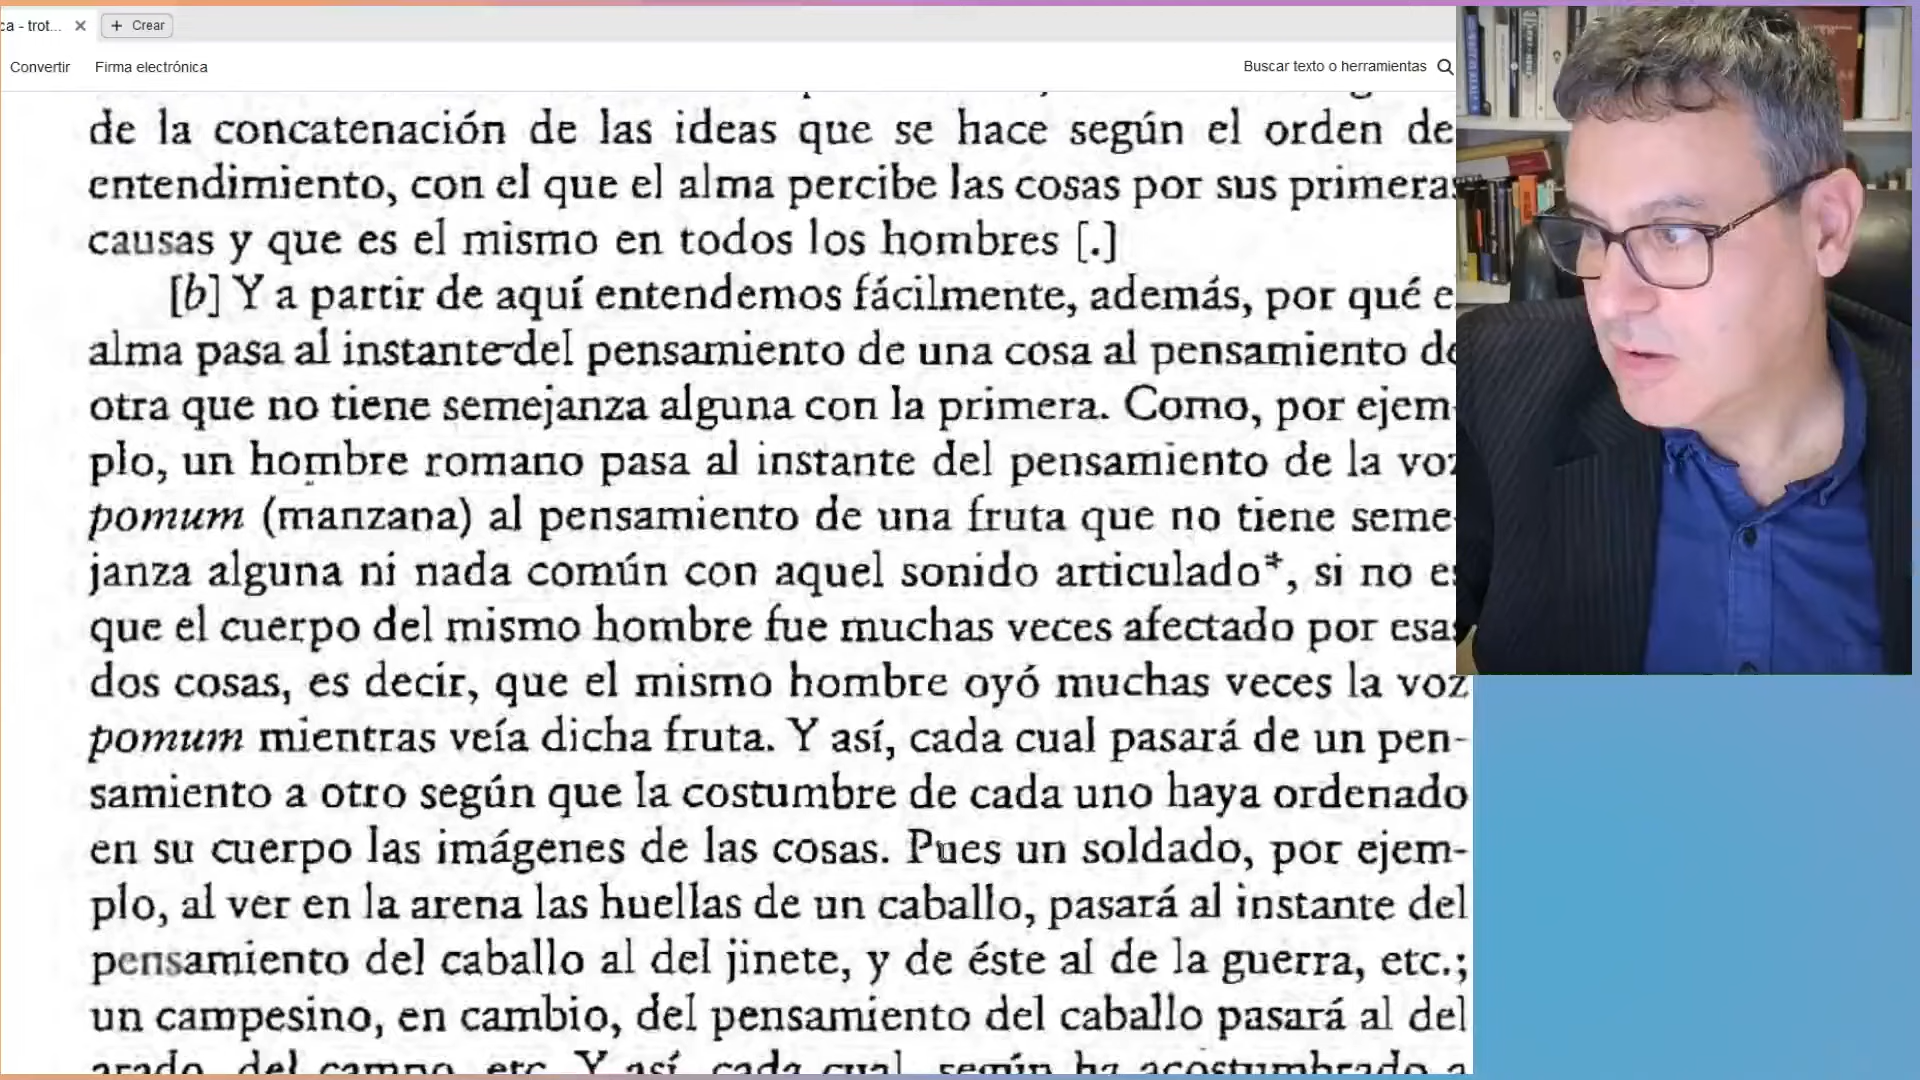 ca - trot...
Crear
Convertir Firma electrónica Buscar texto o herramientas
de la concatenación de las ideas que se hace según el orden de
entendimiento, con el que el alma percibe las cosas por sus primeras
causas y que es el mismo en todos los hombres [.]
[b] Y a partir de aquí entendemos fácilmente, además, por qué e
alma pasa al instante del pensamiento de una cosa al pensamiento de
otra que no tiene semejanza alguna con la primera. Como, por ejem-
plo, un hombre romano pasa al instante del pensamiento de la voz
pomum (manzana) al pensamiento de una fruta que no tiene seme-
janza alguna ni nada común con aquel sonido articulado*, si no es
que el cuerpo del mismo hombre fue muchas veces afectado por esas
dos cosas, es decir, que el mismo hombre oyó muchas veces la voz
pomum mientras veía dicha fruta. Y así, cada cual pasará de un pen-
samiento a otro según que la costumbre de cada uno haya ordenado
en su cuerpo las imágenes de las cosas. Pues un soldado, por ejem-
plo, al ver en la arena las huellas de un caballo, pasará al instante del
pensamiento del caballo al del jinete, y de éste al de la guerra, etc.;
un campesino, en cambio, del pensamiento del caballo pasará al del
arado, del campo, etc. Y así, cada cual, según ha acostumbrado a